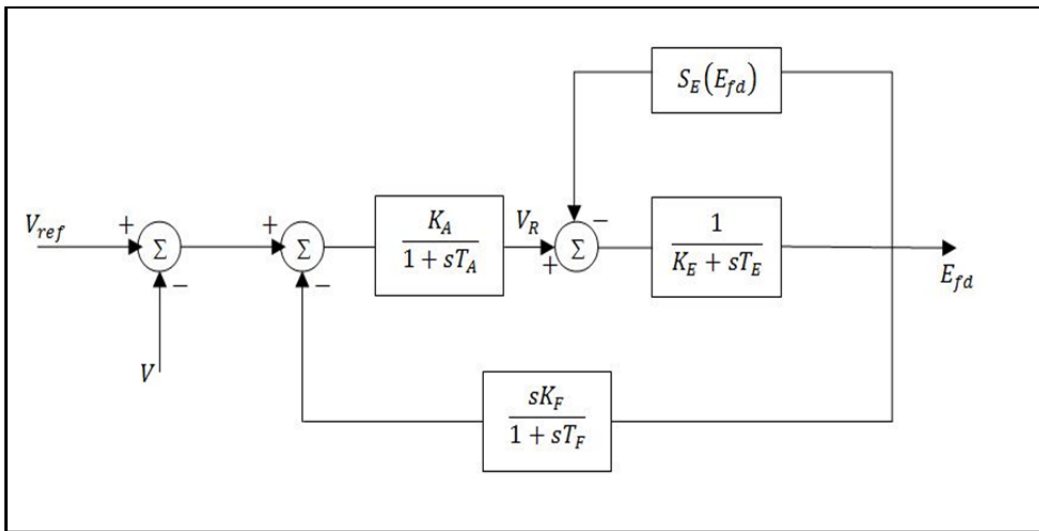 S_E(E_fd)
V_ref
+
Σ
−
V
+
Σ
−
K_A
1 + sT_A
V_R
+
Σ
−
1
K_E + sT_E
E_fd
sK_F
1 + sT_F